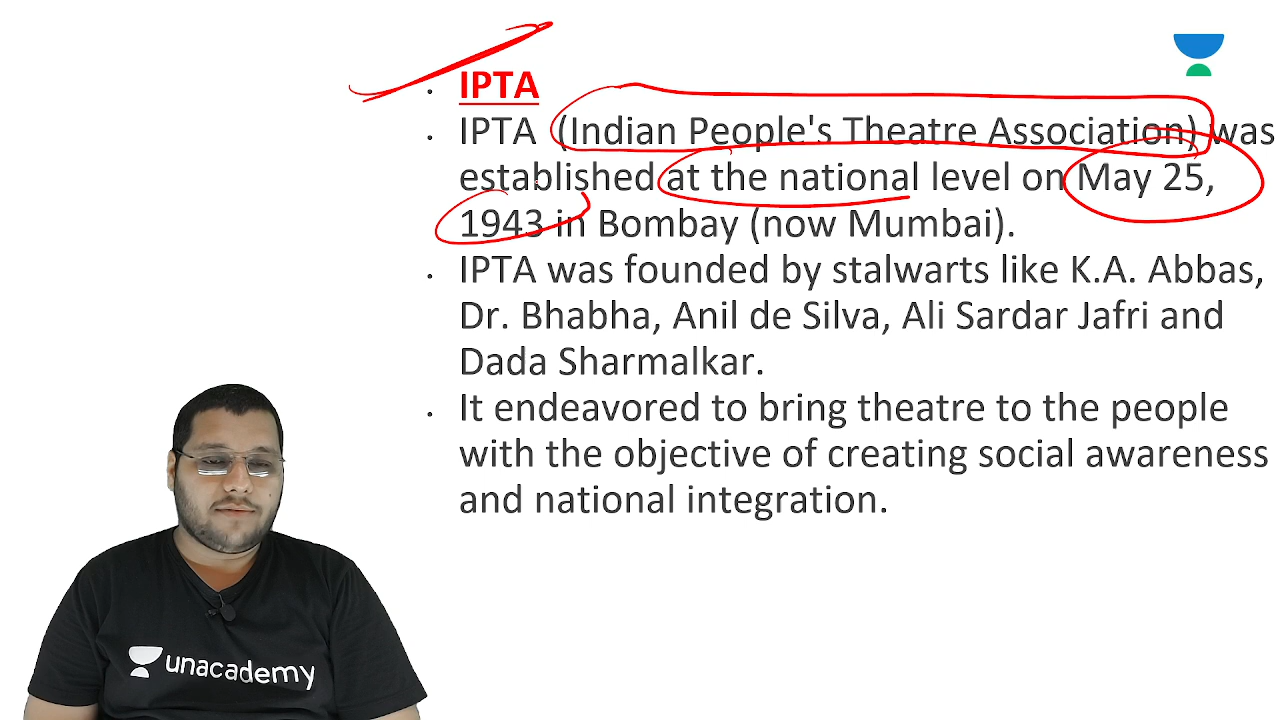 IPTA
IPTA (Indian People's Theatre Association) was
established at the national level on May 25,
1943 in Bombay (now Mumbai).
IPTA was founded by stalwarts like K.A. Abbas,
Dr. Bhabha, Anil de Silva, Ali Sardar Jafri and
Dada Sharmalkar.
It endeavored to bring theatre to the people
with the objective of creating social awareness
and national integration.
unacademy